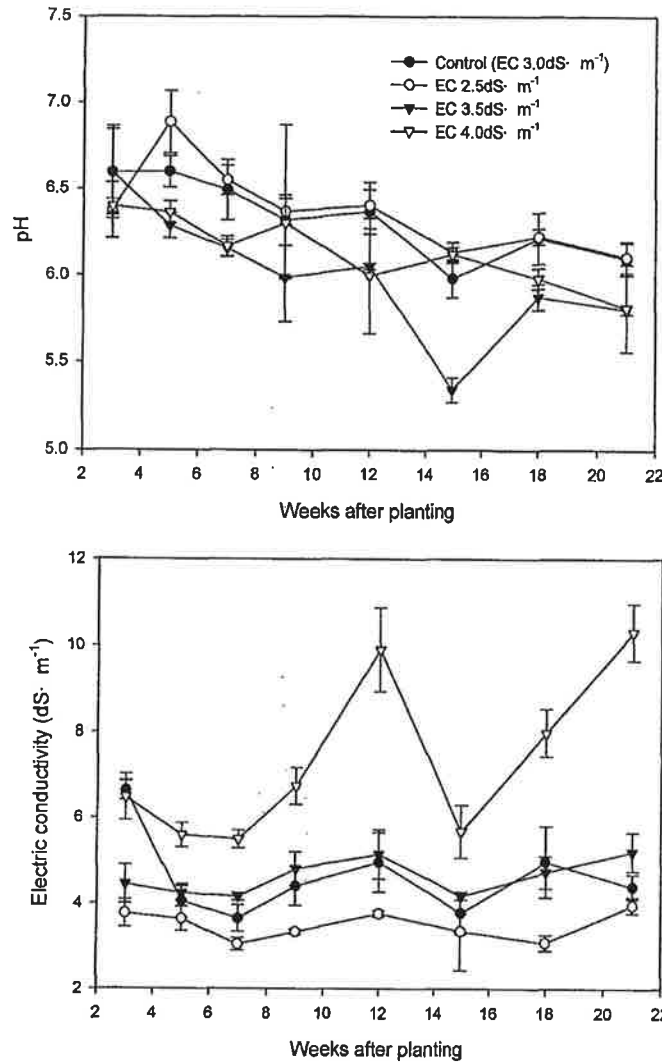 7.5
7.0
6.5
6.0
5.5
5.0
pH
Control (EC 3.0dS· m⁻¹)
EC 2.5dS· m⁻¹
EC 3.5dS· m⁻¹
EC 4.0dS· m⁻¹
2 4 6 8 10 12 14 16 18 20 22
Weeks after planting
12
10
8
6
4
2
Electric conductivity (dS· m⁻¹)
2 4 6 8 10 12 14 16 18 20 22
Weeks after planting